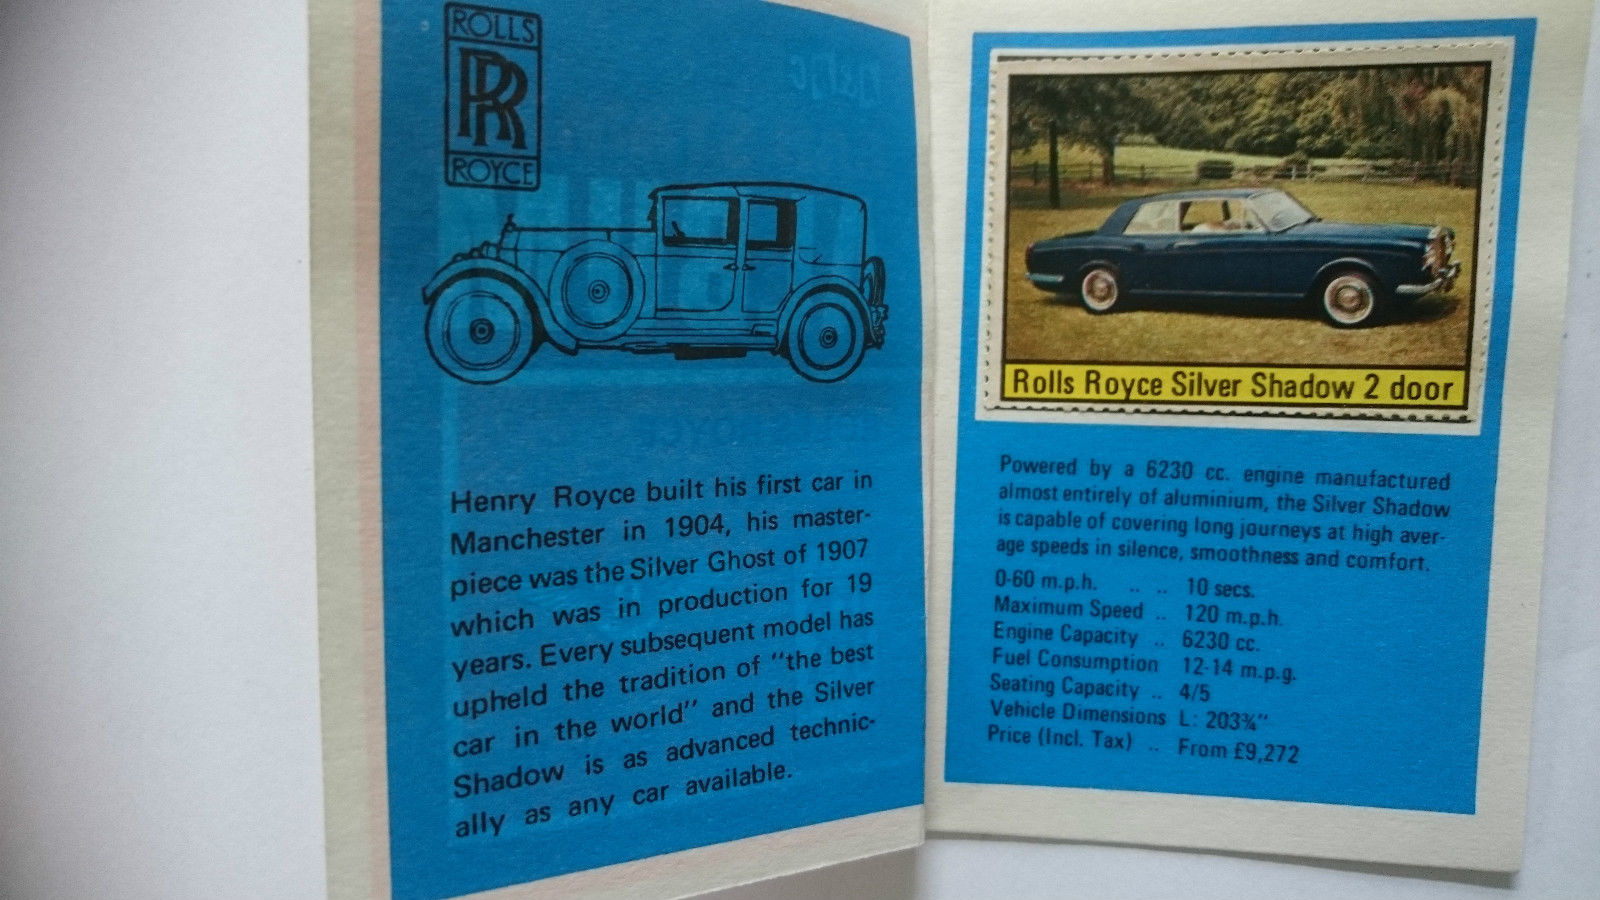 ROLLS
RR
ROYCE
Henry Royce built his first car in
Manchester in 1904, his master-
piece was the Silver Ghost of 1907
which was in production for 19
years. Every subsequent model has
upheld the tradition of "the best
car in the world" and the Silver
Shadow is as advanced technic-
ally as any car available.
Rolls Royce Silver Shadow 2 door
Powered by a 6230 cc. engine manufactured
almost entirely of aluminium, the Silver Shadow
is capable of covering long journeys at high aver-
age speeds in silence, smoothness and comfort.
0-60 m.p.h. .. .. 10 secs.
Maximum Speed .. 120 m.p.h.
Engine Capacity .. 6230 cc.
Fuel Consumption 12-14 m.p.g.
Seating Capacity .. 4/5
Vehicle Dimensions L: 203¾"
Price (Incl. Tax) .. From £9,272